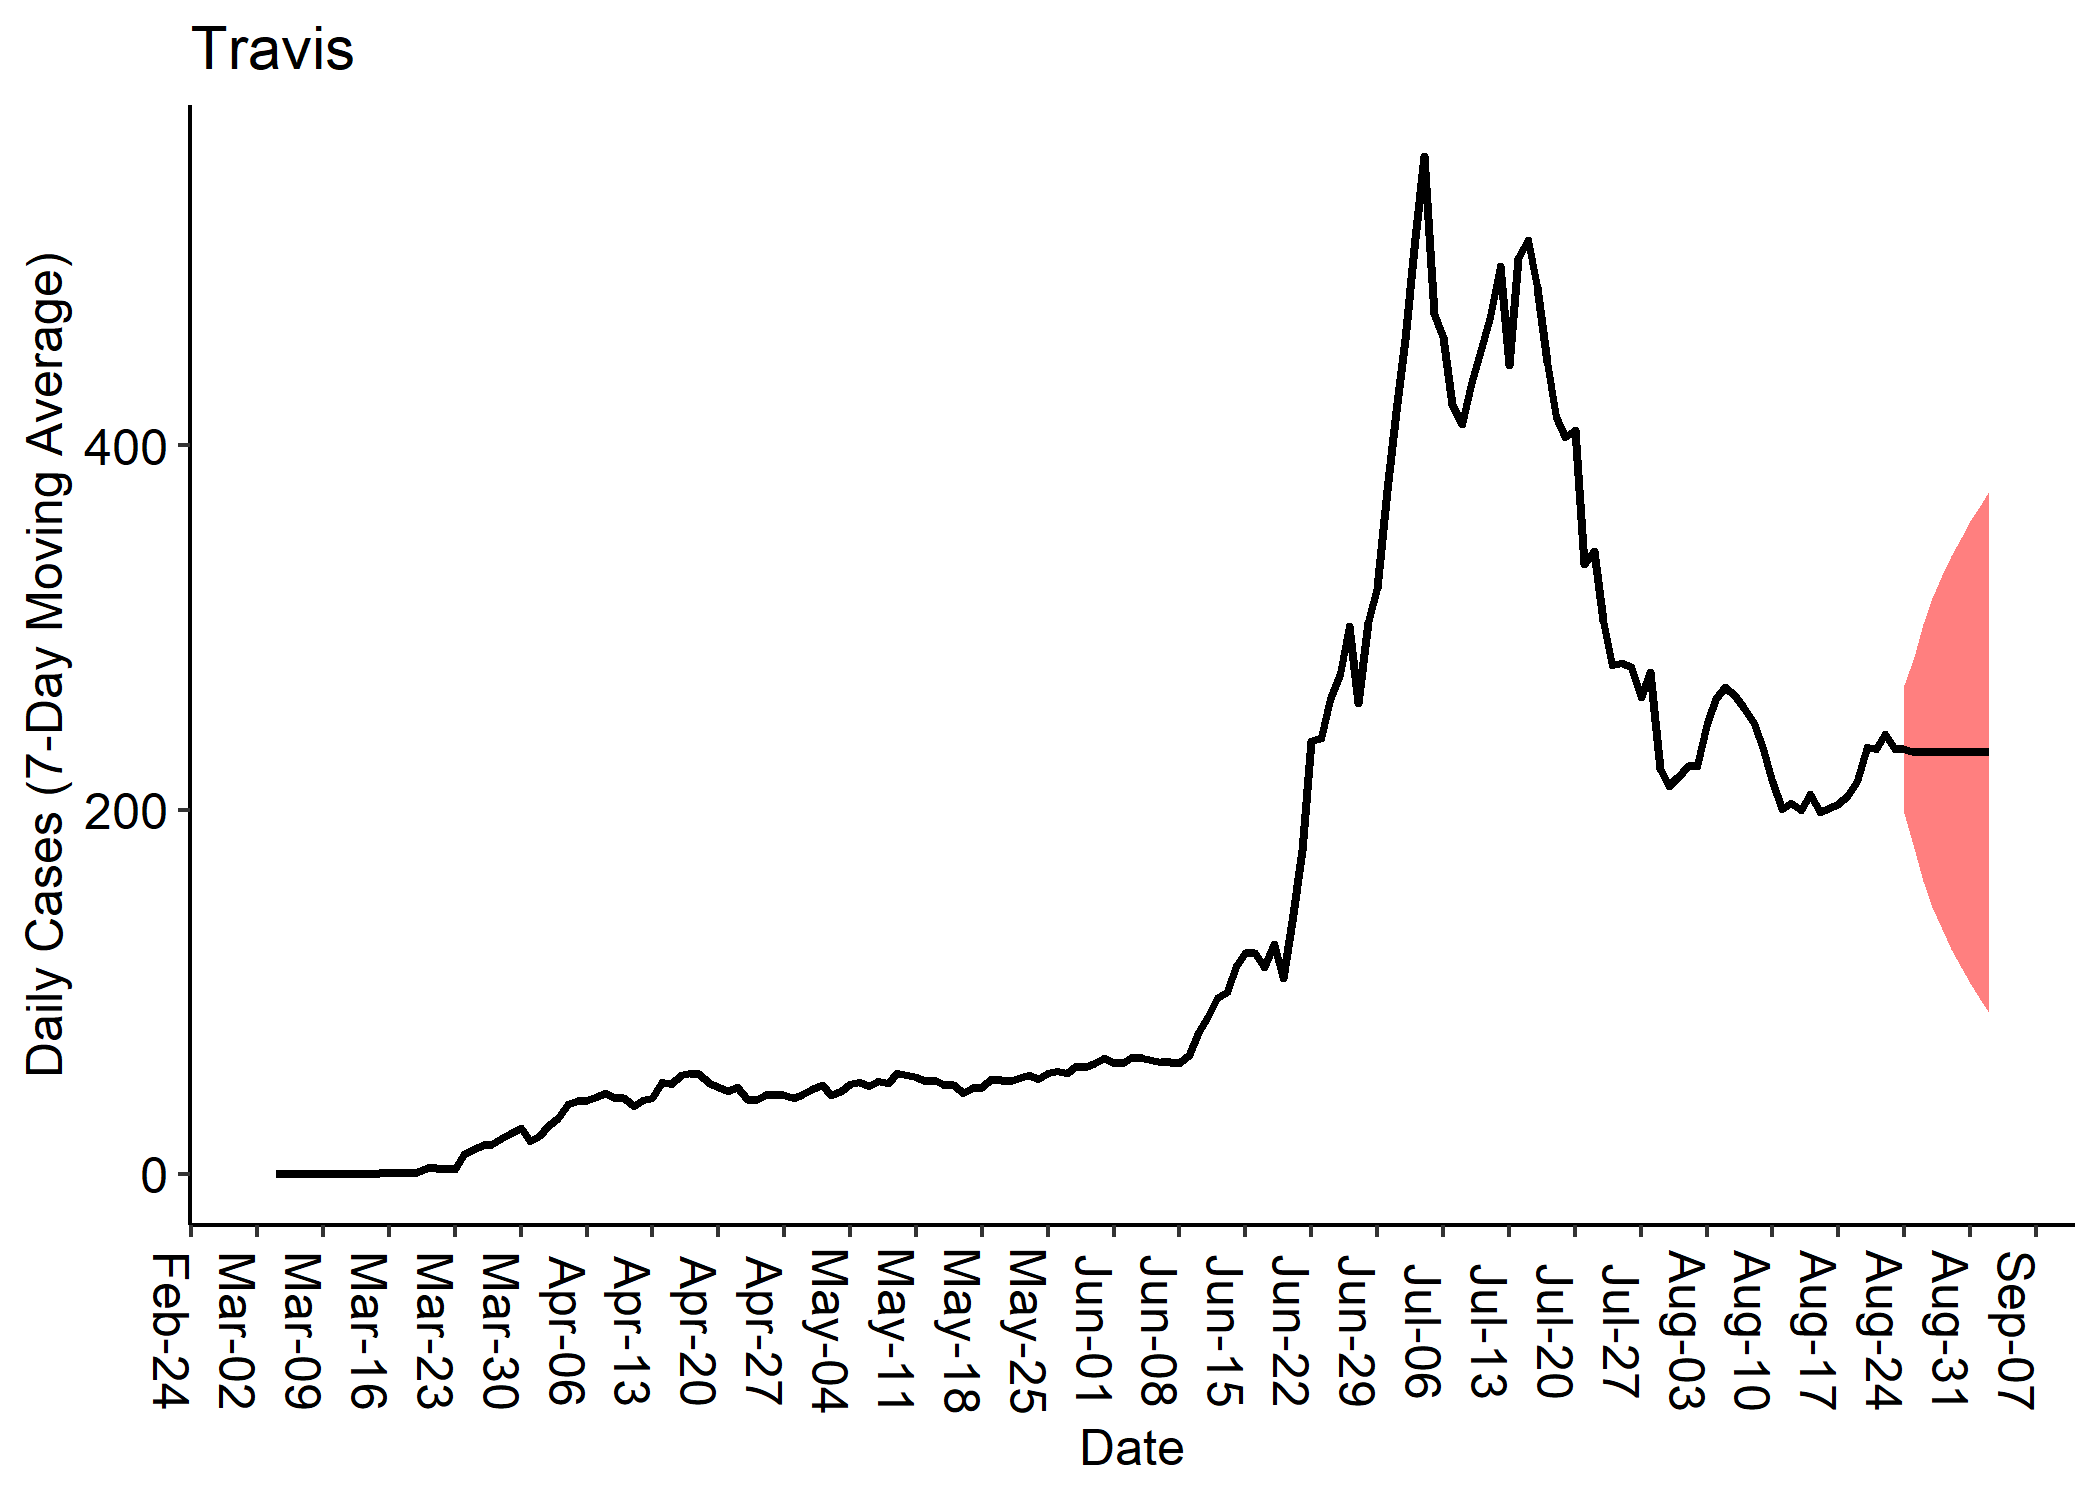 Travis
Daily Cases (7-Day Moving Average)
400
200
0
Feb-24
Mar-02
Mar-09
Mar-16
Mar-23
Mar-30
Apr-06
Apr-13
Apr-20
Apr-27
May-04
May-11
May-18
May-25
Jun-01
Jun-08
Jun-15
Jun-22
Jun-29
Jul-06
Jul-13
Jul-20
Jul-27
Aug-03
Aug-10
Aug-17
Aug-24
Aug-31
Sep-07
Date